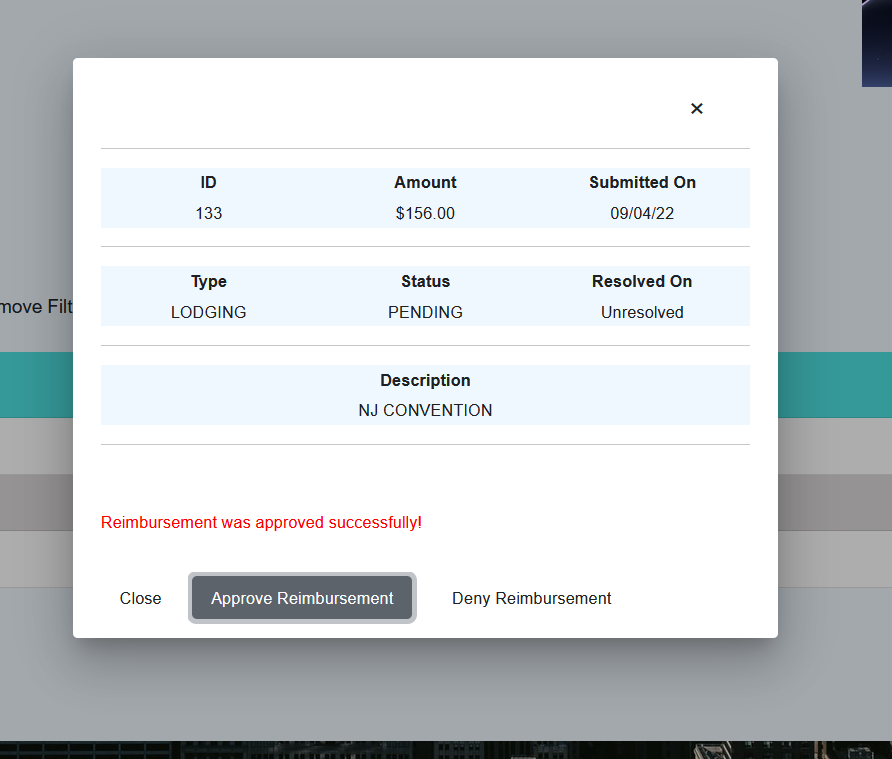 ×
ID Amount Submitted On
133 $156.00 09/04/22
move Filt
Type Status Resolved On
LODGING PENDING Unresolved
Description
NJ CONVENTION
Reimbursement was approved successfully!
Close Approve Reimbursement Deny Reimbursement